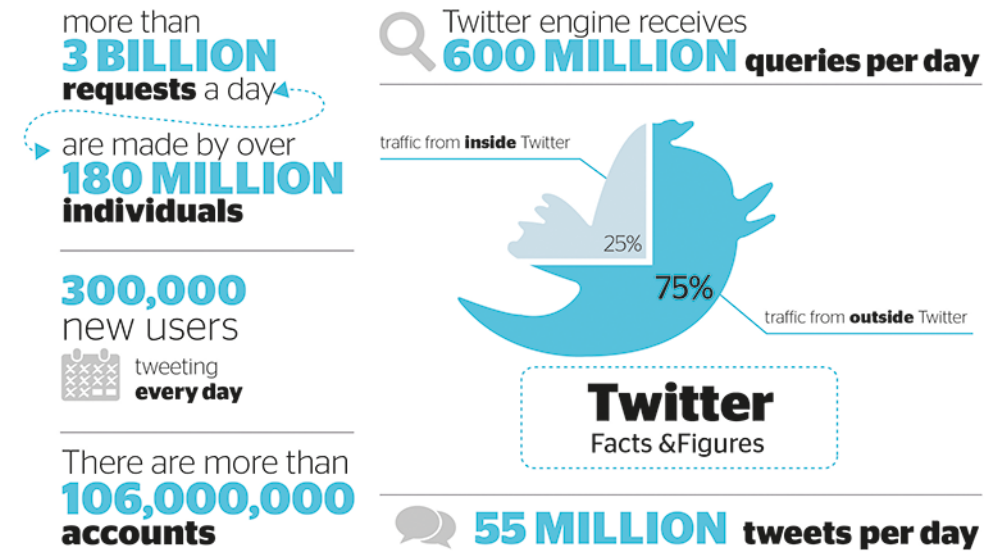 more than
3 BILLION
requests a day
are made by over
180 MILLION
individuals
300,000
new users
tweeting
every day
There are more than
106,000,000
accounts
Twitter engine receives
600 MILLION queries per day
traffic from inside Twitter
25%
75%
traffic from outside Twitter
Twitter
Facts &Figures
55 MILLION tweets per day